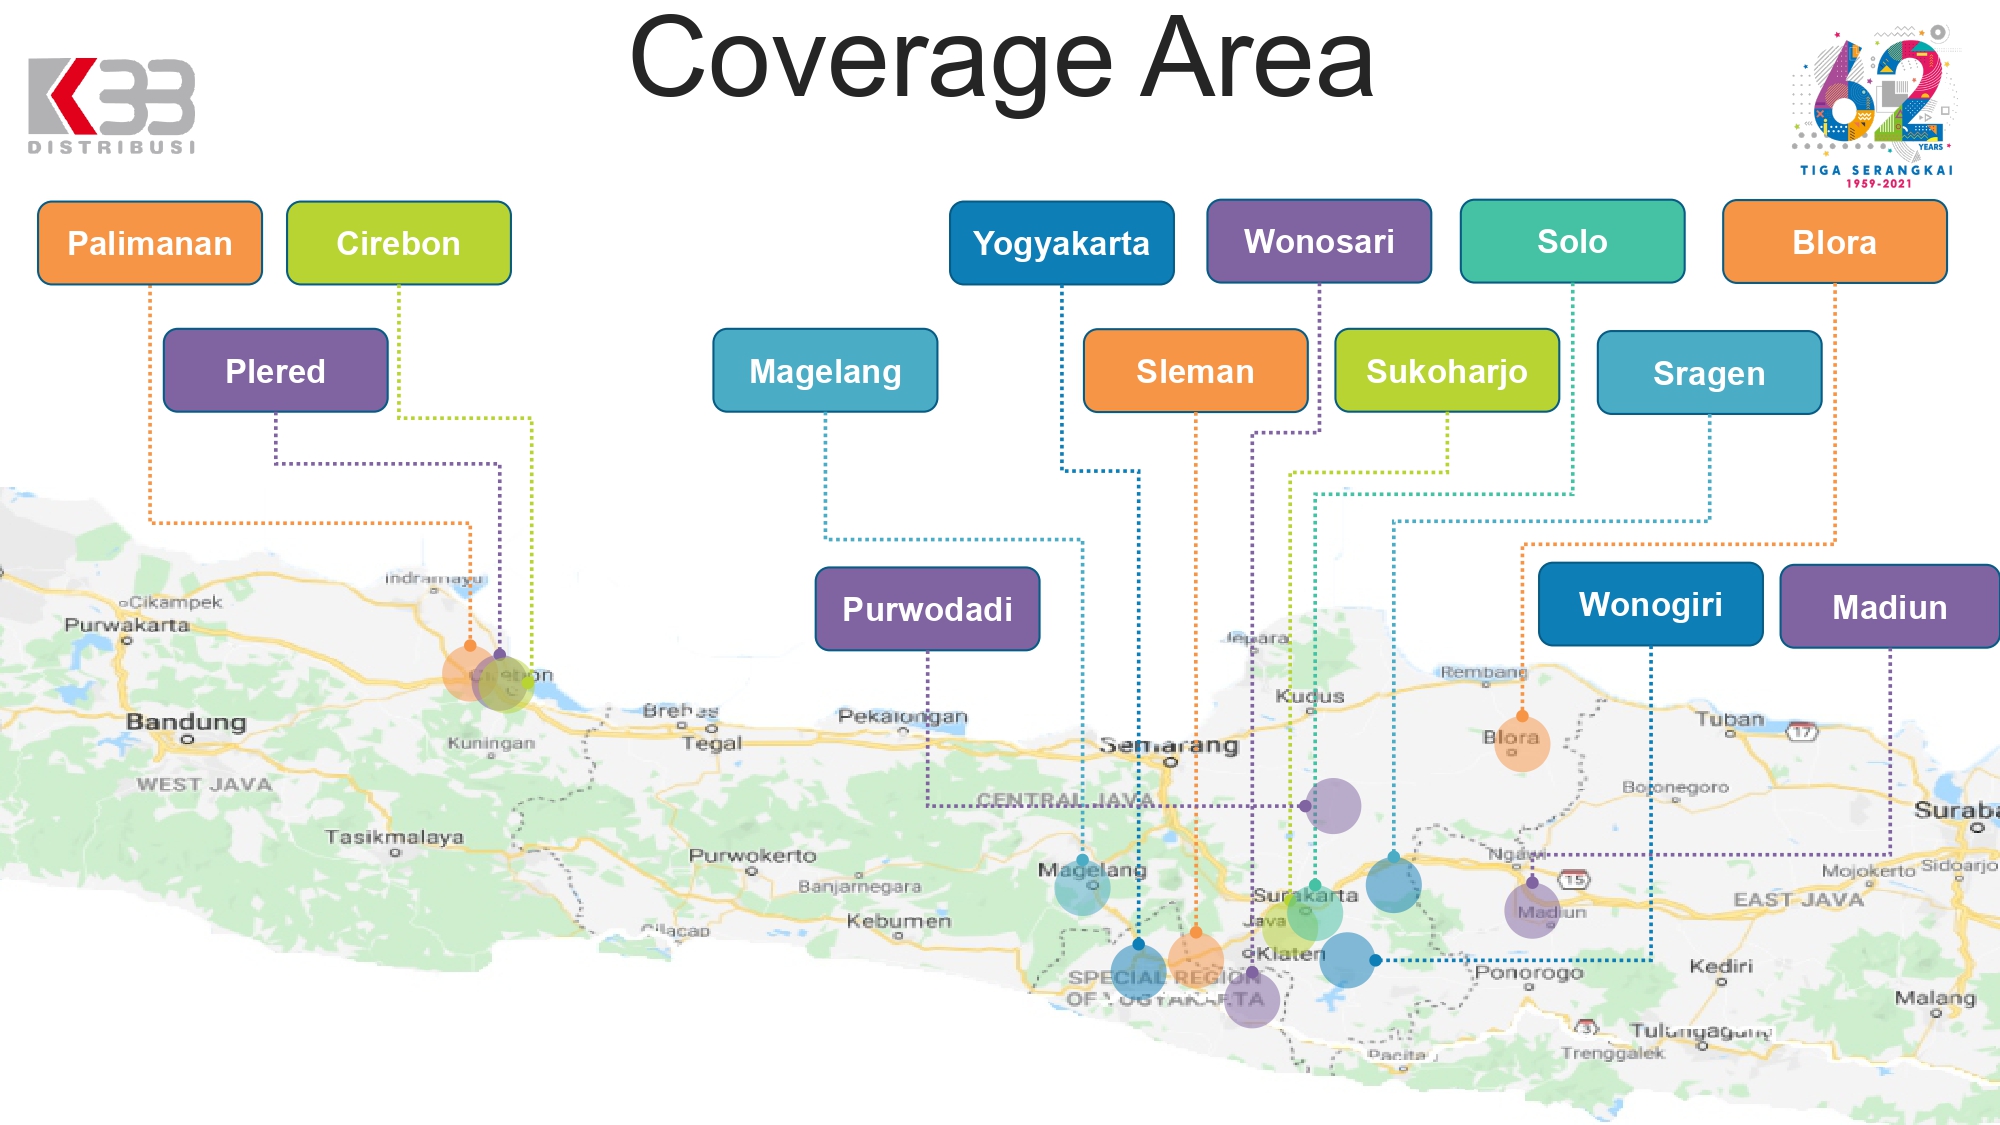 Coverage Area
K33
DISTRIBUSI
62
YEARS
TIGA SERANGKAI
1959-2021
Palimanan
Cirebon
Yogyakarta
Wonosari
Solo
Blora
Plered
Magelang
Sleman
Sukoharjo
Sragen
Purwodadi
Wonogiri
Madiun
Indramayu
Cikampek
Purwakarta
Cirebon
Jepara
Rembang
Kudus
Bandung
Kuningan
Brebes
Tegal
Pekalongan
Semarang
Blora
Tuban
17
WEST JAVA
CENTRAL JAVA
Bojonegoro
Suraba
Tasikmalaya
Purwokerto
Banjarnegara
Magelang
Ngawi
Mojokerto
Sidoarjo
15
Surakarta
Java
EAST JAVA
Kebumen
Cilacap
Madiun
Klaten
SPECIAL REGION
OF YOGYAKARTA
Ponorogo
Kediri
Malang
3
Tulungagung
Pacitan
Trenggalek